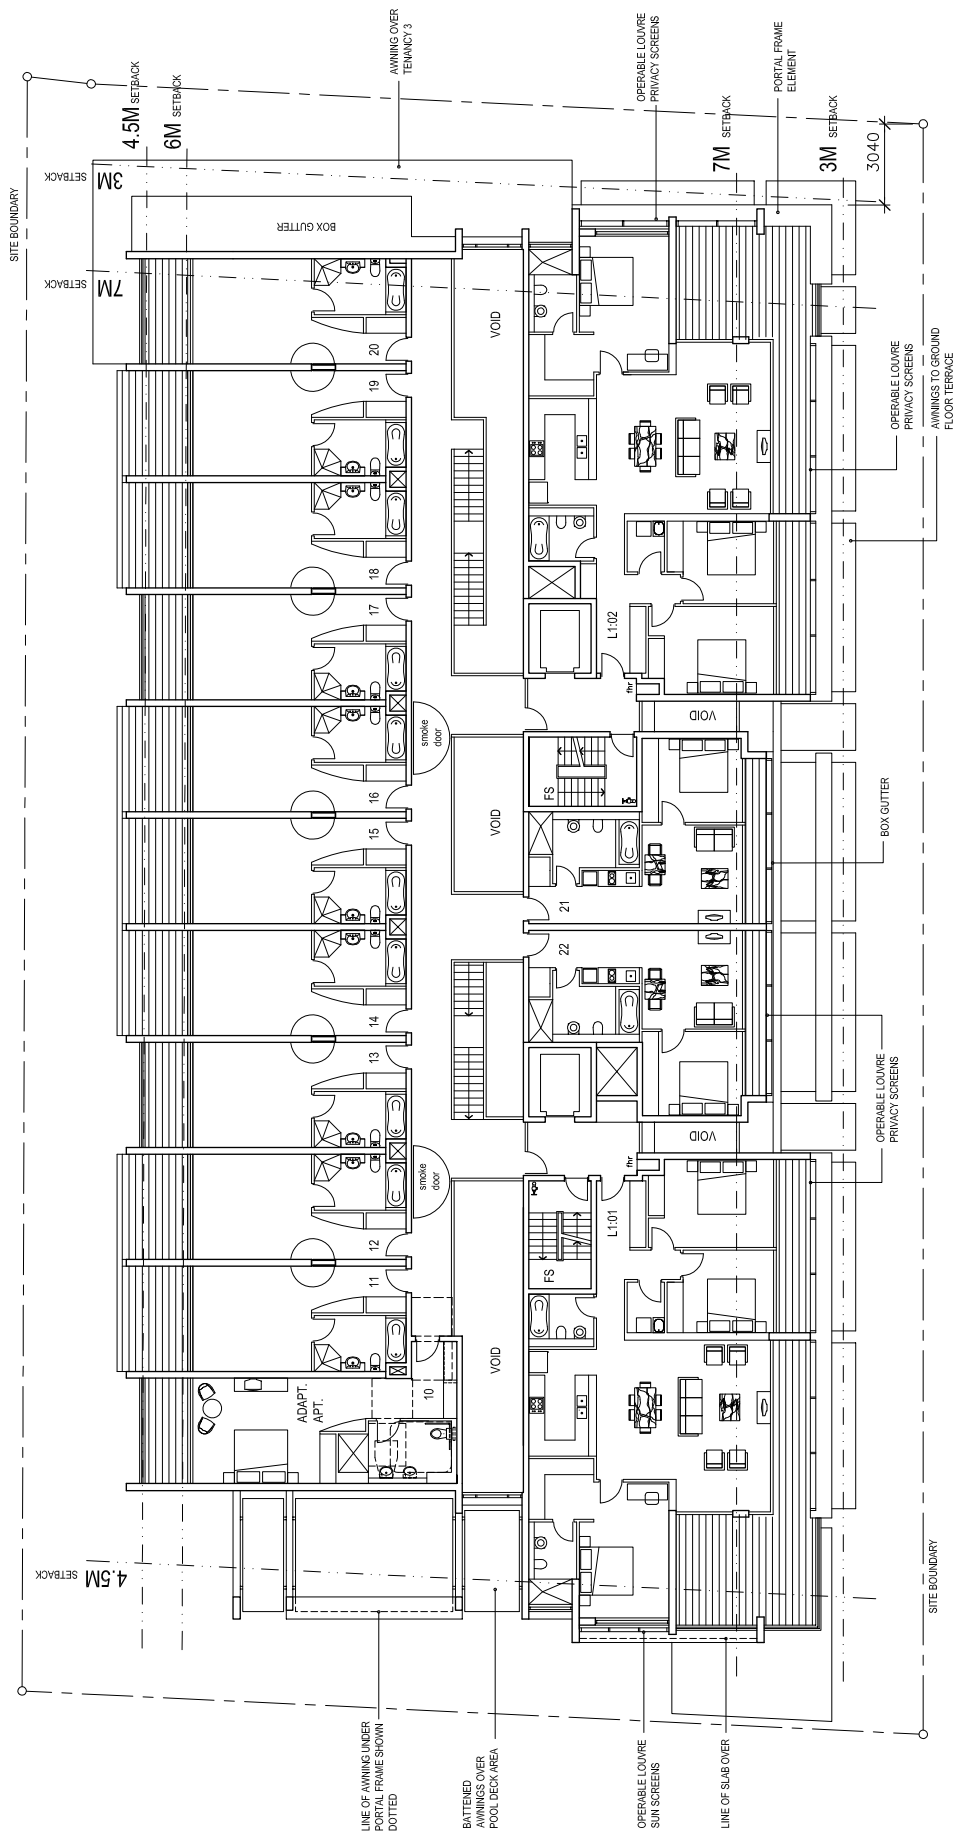 SITE BOUNDARY
4.5M SETBACK
6M SETBACK
3M
SETBACK
7M
SETBACK
AWNING OVER
TENANCY 3
OPERABLE LOUVRE
PRIVACY SCREENS
PORTAL FRAME
ELEMENT
7M SETBACK
3M SETBACK
3040
BOX GUTTER
VOID
20
19
18
17
16
15
14
13
12
11
10
ADAPT.
APT.
smoke
door
smoke
door
VOID
VOID
L1:02
fhr
VOID
FS
21
22
VOID
fhr
L1:01
FS
OPERABLE LOUVRE
PRIVACY SCREENS
AWNINGS TO GROUND
FLOOR TERRACE
BOX GUTTER
OPERABLE LOUVRE
PRIVACY SCREENS
4.5M
SETBACK
SITE BOUNDARY
LINE OF AWNING UNDER
PORTAL FRAME SHOWN
DOTTED
BATTENED
AWNINGS OVER
POOL DECK AREA
OPERABLE LOUVRE
SUN SCREENS
LINE OF SLAB OVER